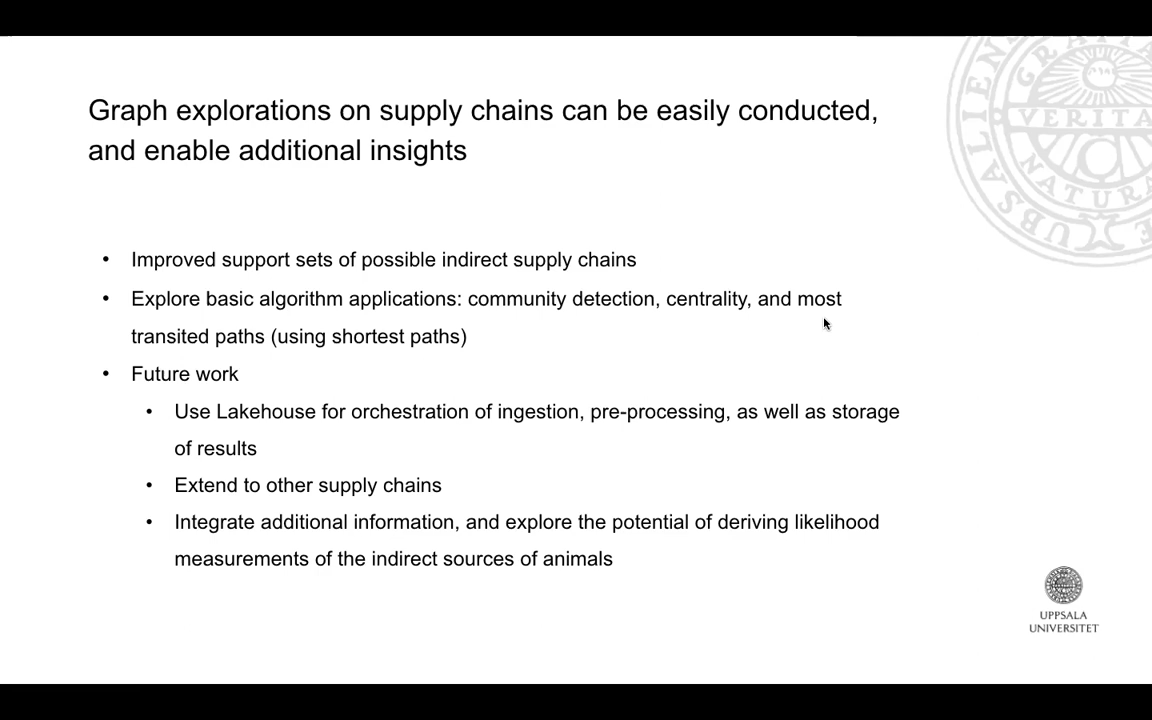 Graph explorations on supply chains can be easily conducted,
and enable additional insights
• Improved support sets of possible indirect supply chains
• Explore basic algorithm applications: community detection, centrality, and most
transited paths (using shortest paths)
• Future work
• Use Lakehouse for orchestration of ingestion, pre-processing, as well as storage
of results
• Extend to other supply chains
• Integrate additional information, and explore the potential of deriving likelihood
measurements of the indirect sources of animals
UPPSALA
UNIVERSITET